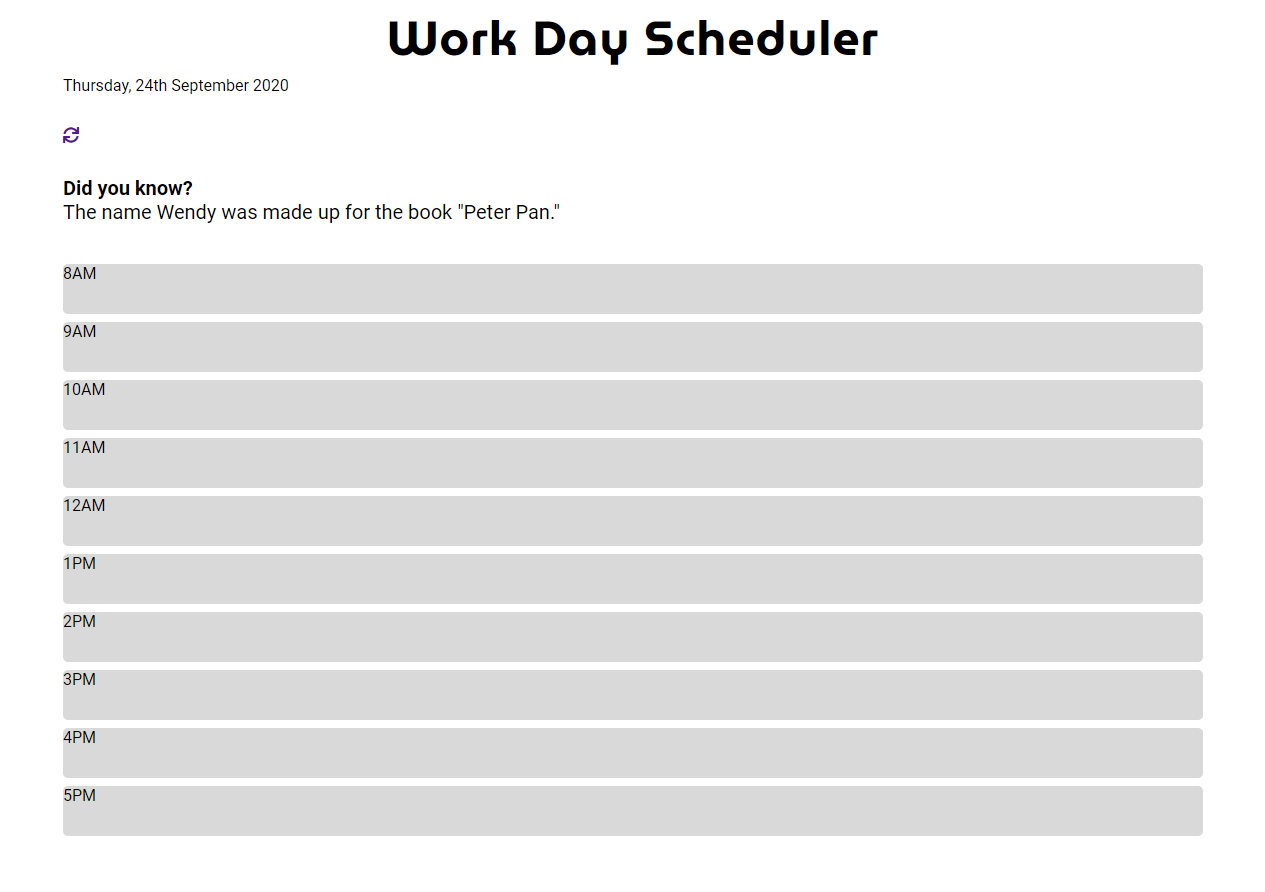 Work Day Scheduler
Thursday, 24th September 2020
Did you know?
The name Wendy was made up for the book "Peter Pan."
8AM
9AM
10AM
11AM
12AM
1PM
2PM
3PM
4PM
5PM